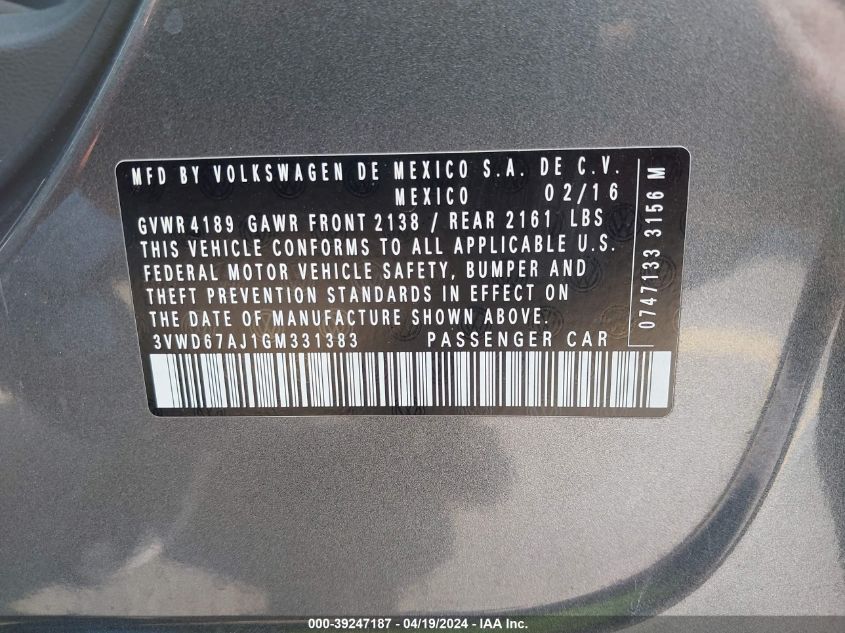 MFD BY VOLKSWAGEN DE MEXICO S.A. DE C.V.
MEXICO 02/16
GVWR 4189 GAWR FRONT 2138 / REAR 2161 LBS
THIS VEHICLE CONFORMS TO ALL APPLICABLE U.S.
FEDERAL MOTOR VEHICLE SAFETY, BUMPER AND
THEFT PREVENTION STANDARDS IN EFFECT ON
THE DATE OF MANUFACTURE SHOWN ABOVE.
3VWD67AJ1GM331383 PASSENGER CAR
0747133 3156 M
000-39247187 - 04/19/2024 - IAA Inc.